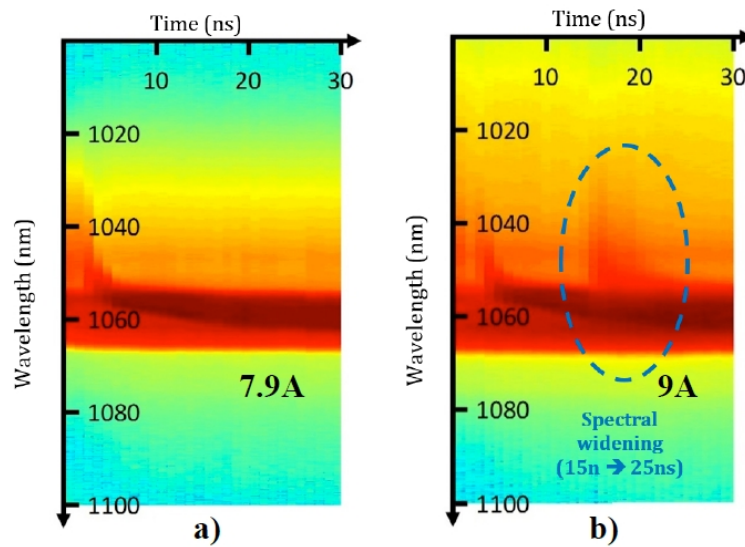 Time (ns)
10 20 30
1020
1040
1060
1080
1100
Wavelength (nm)
7.9A
a)
Time (ns)
10 20 30
1020
1040
1060
1080
1100
Wavelength (nm)
9A
Spectral
widening
(15n → 25ns)
b)